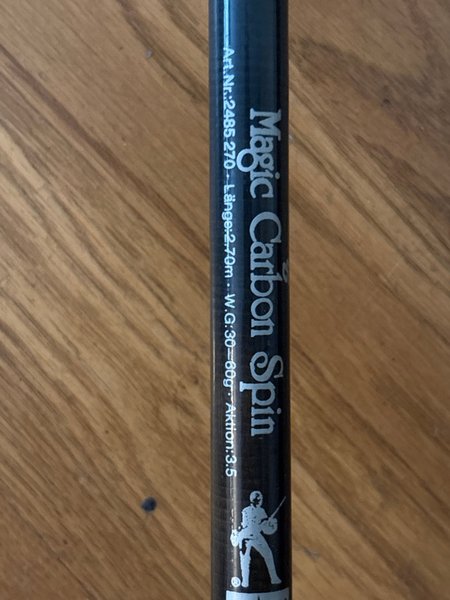 Magic Carbon Spin
Art.Nr.:2485 270 · Länge:2.70m · W.G:30–60g · Aktion:3.5
®